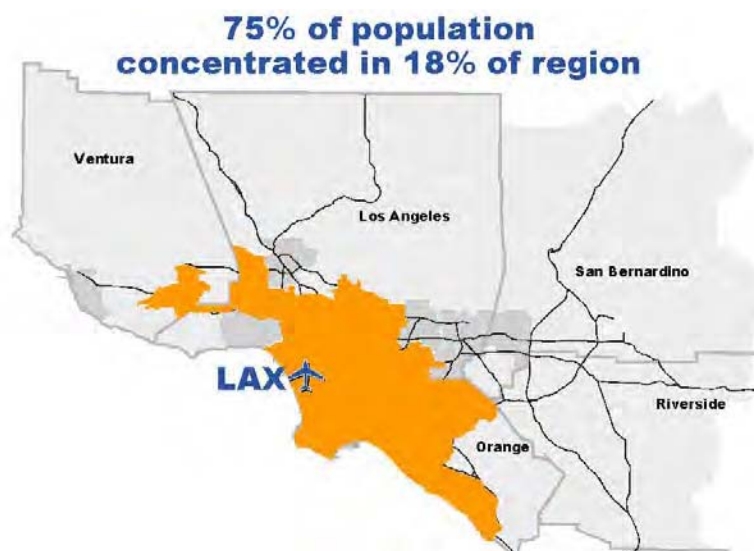 75% of population
concentrated in 18% of region
Ventura
Los Angeles
San Bernardino
LAX
Riverside
Orange